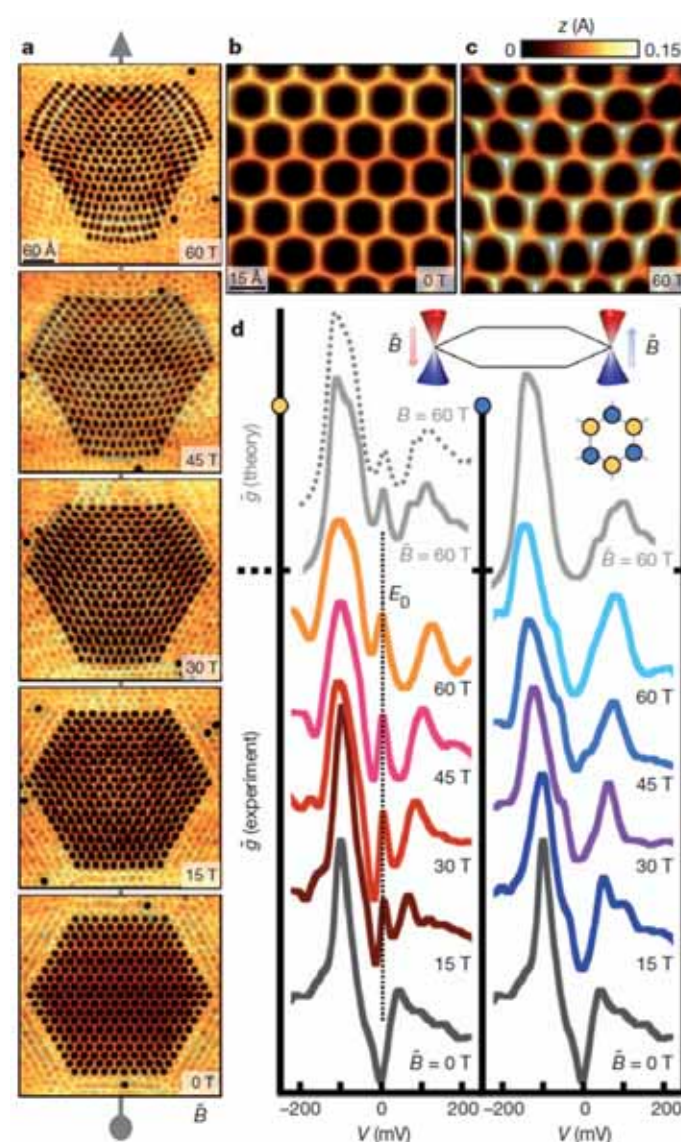 a
60 Å
60 T
45 T
30 T
15 T
0 T
B̃
b
15 Å
0 T
c
z (Å)
0
0.15
60 T
d
B̃
B̃
g̃ (theory)
B = 60 T
B̃ = 60 T
B̃ = 60 T
E_D
g̃ (experiment)
60 T
45 T
30 T
15 T
B̃ = 0 T
60 T
45 T
30 T
15 T
B̃ = 0 T
−200
0
200
V (mV)
−200
0
200
V (mV)